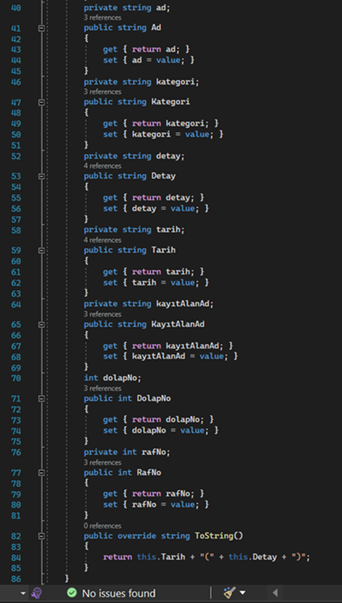 40 private string ad;
3 references
41 public string Ad
42 {
43 get { return ad; }
44 set { ad = value; }
45 }
46 private string kategori;
3 references
47 public string Kategori
48 {
49 get { return kategori; }
50 set { kategori = value; }
51 }
52 private string detay;
4 references
53 public string Detay
54 {
55 get { return detay; }
56 set { detay = value; }
57 }
58 private string tarih;
4 references
59 public string Tarih
60 {
61 get { return tarih; }
62 set { tarih = value; }
63 }
64 private string kayıtAlanAd;
3 references
65 public string KayıtAlanAd
66 {
67 get { return kayıtAlanAd; }
68 set { kayıtAlanAd = value; }
69 }
70 int dolapNo;
3 references
71 public int DolapNo
72 {
73 get { return dolapNo; }
74 set { dolapNo = value; }
75 }
76 private int rafNo;
3 references
77 public int RafNo
78 {
79 get { return rafNo; }
80 set { rafNo = value; }
81 }
0 references
82 public override string ToString()
83 {
84 return this.Tarih + "(" + this.Detay + ")";
85 }
86 }
No issues found